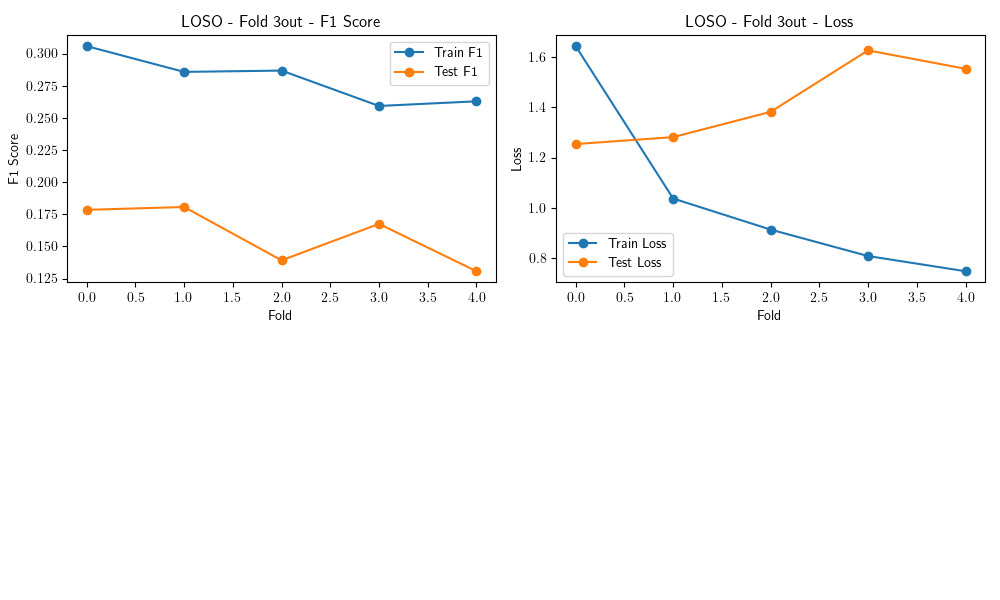 LOSO - Fold 3out - F1 Score
F1 Score
0.300
0.275
0.250
0.225
0.200
0.175
0.150
0.125
Train F1
Test F1
0.0 0.5 1.0 1.5 2.0 2.5 3.0 3.5 4.0
Fold
LOSO - Fold 3out - Loss
Loss
1.6
1.4
1.2
1.0
0.8
Train Loss
Test Loss
0.0 0.5 1.0 1.5 2.0 2.5 3.0 3.5 4.0
Fold